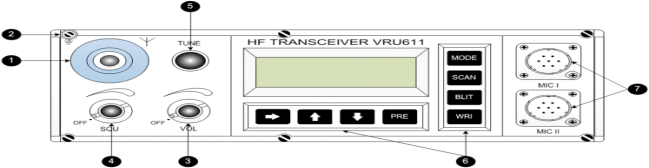 5
2
TUNE
HF TRANSCEIVER VRU611
MODE
1
SCAN
7
BLIT
MIC I
OFF
OFF
PRE
WRI
SQU
VOL
MIC II
4
3
6